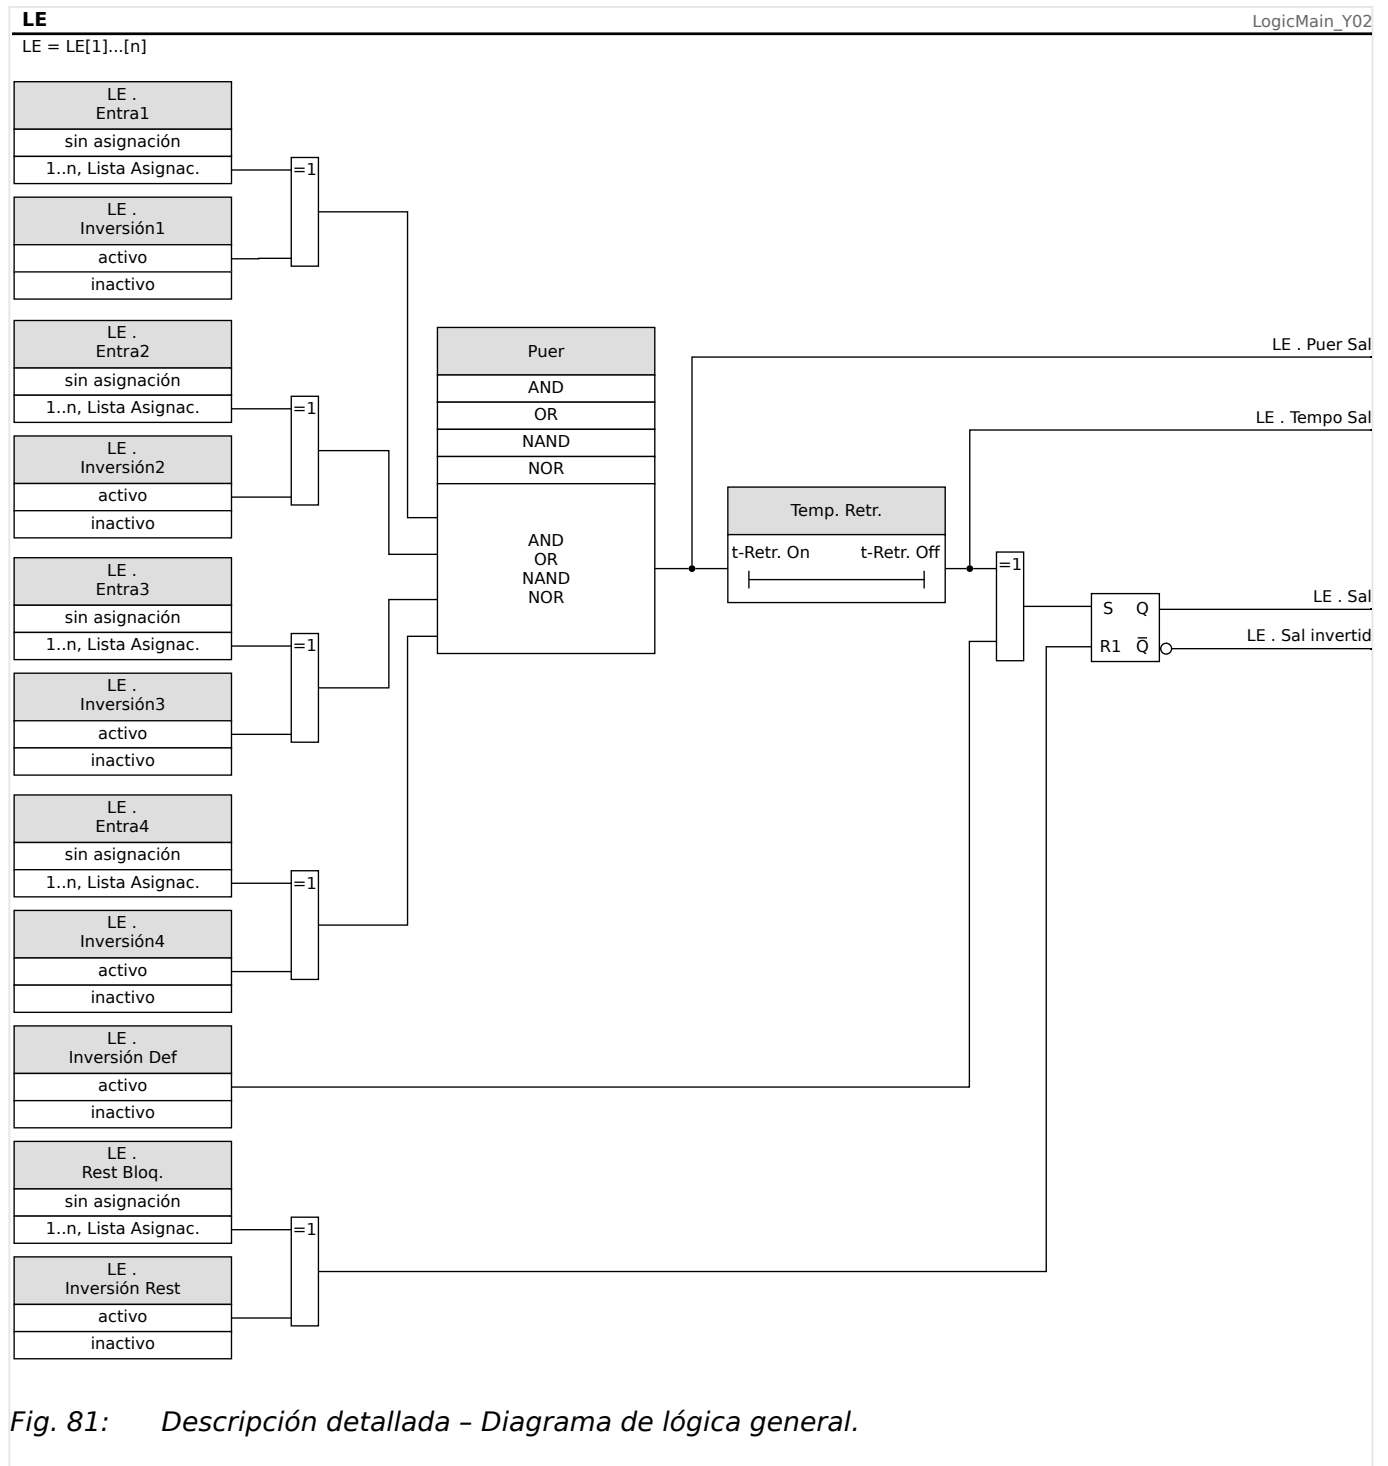 LE
LogicMain_Y02
LE = LE[1]...[n]
LE .
Entra1
sin asignación
1..n, Lista Asignac.
=1
LE .
Inversión1
activo
inactivo
LE .
Entra2
sin asignación
1..n, Lista Asignac.
=1
LE .
Inversión2
activo
inactivo
LE .
Entra3
sin asignación
1..n, Lista Asignac.
=1
LE .
Inversión3
activo
inactivo
LE .
Entra4
sin asignación
1..n, Lista Asignac.
=1
LE .
Inversión4
activo
inactivo
LE .
Inversión Def
activo
inactivo
LE .
Rest Bloq.
sin asignación
1..n, Lista Asignac.
=1
LE .
Inversión Rest
activo
inactivo
Puer
AND
OR
NAND
NOR
AND
OR
NAND
NOR
Temp. Retr.
t-Retr. On t-Retr. Off
=1
S Q
R1 Q̅
LE . Puer Sal
LE . Tempo Sal
LE . Sal
LE . Sal invertid
Fig. 81: Descripción detallada – Diagrama de lógica general.